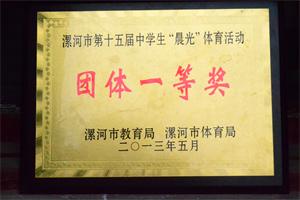 漯河市第十五届中学生“晨光”体育活动
团体一等奖
漯河市教育局 漯河市体育局
二〇一三年五月